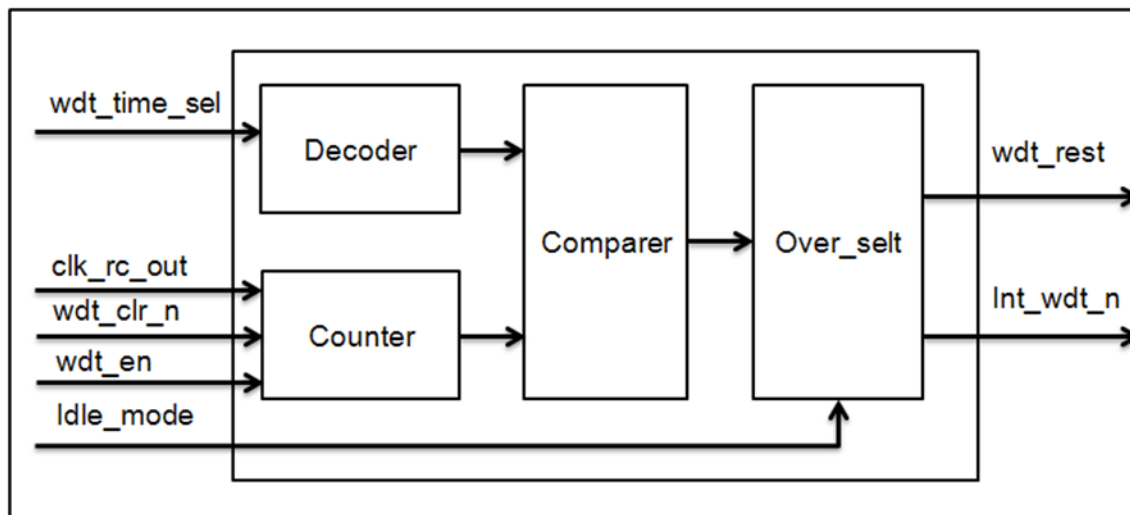 wdt_time_sel
Decoder
clk_rc_out
wdt_clr_n
wdt_en
Idle_mode
Counter
Comparer
Over_selt
wdt_rest
Int_wdt_n